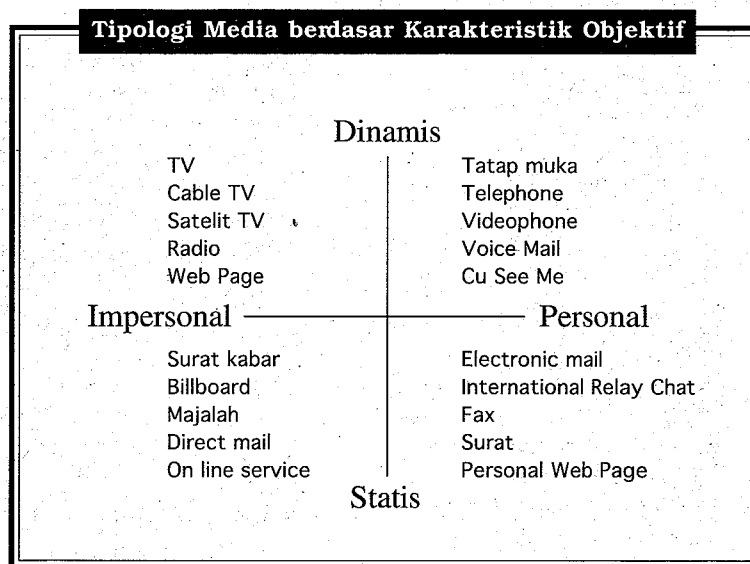 Tipologi Media berdasar Karakteristik Objektif
Dinamis
TV
Cable TV
Satelit TV
Radio
Web Page
Tatap muka
Telephone
Videophone
Voice Mail
Cu See Me
Impersonal
Personal
Surat kabar
Billboard
Majalah
Direct mail
On line service
Electronic mail
International Relay Chat
Fax
Surat
Personal Web Page
Statis